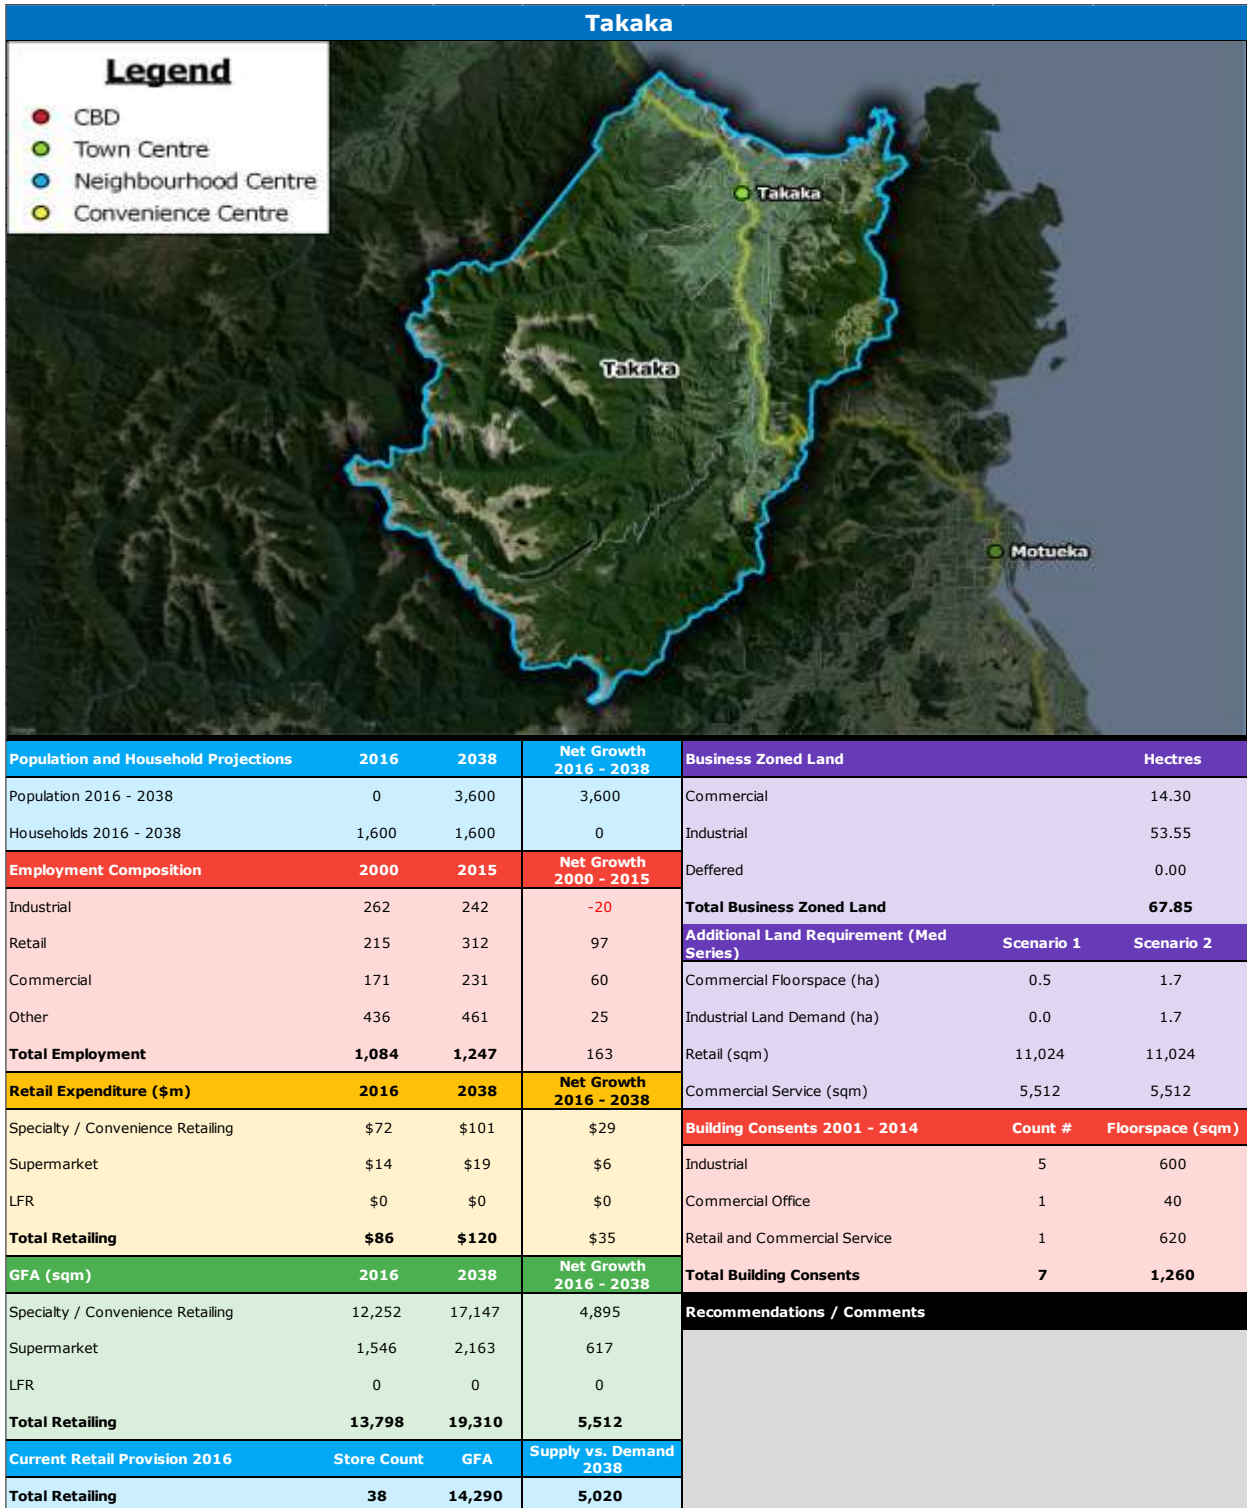 Takaka
Legend
CBD
Town Centre
Neighbourhood Centre
Convenience Centre
Takaka
Takaka
Motueka
Population and Household Projections 2016 2038 Net Growth 2016 - 2038
Population 2016 - 2038 0 3,600 3,600
Households 2016 - 2038 1,600 1,600 0
Employment Composition 2000 2015 Net Growth 2000 - 2015
Industrial 262 242 -20
Retail 215 312 97
Commercial 171 231 60
Other 436 461 25
Total Employment 1,084 1,247 163
Retail Expenditure ($m) 2016 2038 Net Growth 2016 - 2038
Specialty / Convenience Retailing $72 $101 $29
Supermarket $14 $19 $6
LFR $0 $0 $0
Total Retailing $86 $120 $35
GFA (sqm) 2016 2038 Net Growth 2016 - 2038
Specialty / Convenience Retailing 12,252 17,147 4,895
Supermarket 1,546 2,163 617
LFR 0 0 0
Total Retailing 13,798 19,310 5,512
Current Retail Provision 2016 Store Count GFA Supply vs. Demand 2038
Total Retailing 38 14,290 5,020
Business Zoned Land Hectres
Commercial 14.30
Industrial 53.55
Deffered 0.00
Total Business Zoned Land 67.85
Additional Land Requirement (Med Series) Scenario 1 Scenario 2
Commercial Floorspace (ha) 0.5 1.7
Industrial Land Demand (ha) 0.0 1.7
Retail (sqm) 11,024 11,024
Commercial Service (sqm) 5,512 5,512
Building Consents 2001 - 2014 Count # Floorspace (sqm)
Industrial 5 600
Commercial Office 1 40
Retail and Commercial Service 1 620
Total Building Consents 7 1,260
Recommendations / Comments